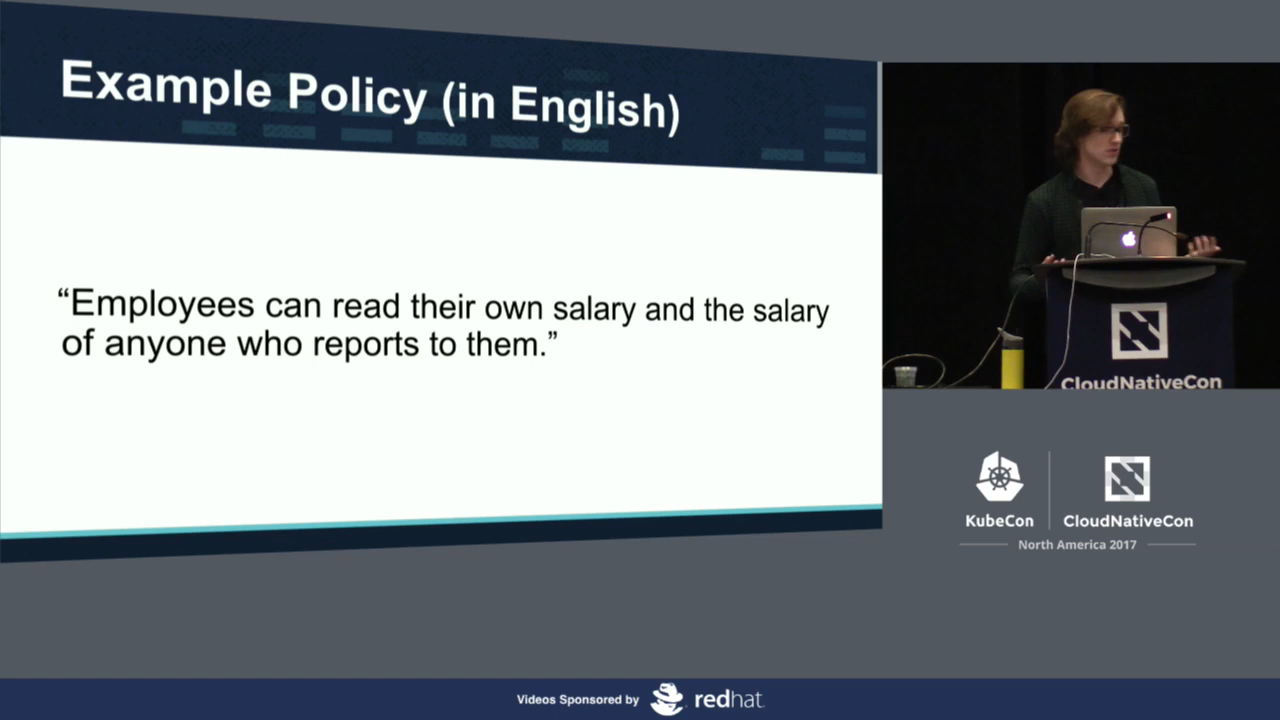 Example Policy (in English)
“Employees can read their own salary and the salary
of anyone who reports to them.”
CloudNativeCon
KubeCon
CloudNativeCon
North America 2017
Videos Sponsored by
redhat